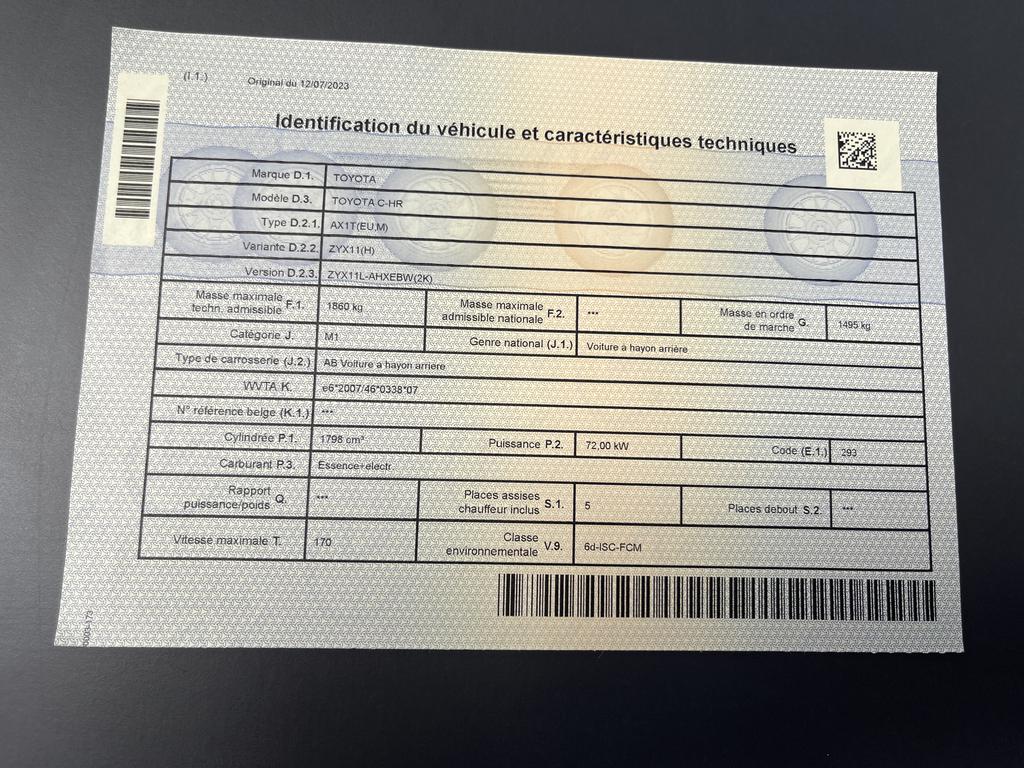 (I.1.) Original du 12/07/2023
Identification du véhicule et caractéristiques techniques
Marque D.1. TOYOTA
Modèle D.3. TOYOTA C-HR
Type D.2.1. AX1T(EU,M)
Variante D.2.2. ZYX11(H)
Version D.2.3. ZYX11L-AHXEBW(2K)
Masse maximale techn. admissible F.1. 1860 kg Masse maximale admissible nationale F.2. *** Masse en ordre de marche G. 1495 kg
Catégorie J. M1 Genre national (J.1.) Voiture à hayon arrière
Type de carrosserie (J.2.) AB Voiture à hayon arrière
WVTA K. e6*2007/46*0338*07
N° référence belge (K.1.) ***
Cylindrée P.1. 1798 cm³ Puissance P.2. 72,00 kW Code (E.1.) 293
Carburant P.3. Essence+électr.
Rapport puissance/poids Q. *** Places assises chauffeur inclus S.1. 5 Places debout S.2. ***
Vitesse maximale T. 170 Classe environnementale V.9. 6d-ISC-FCM